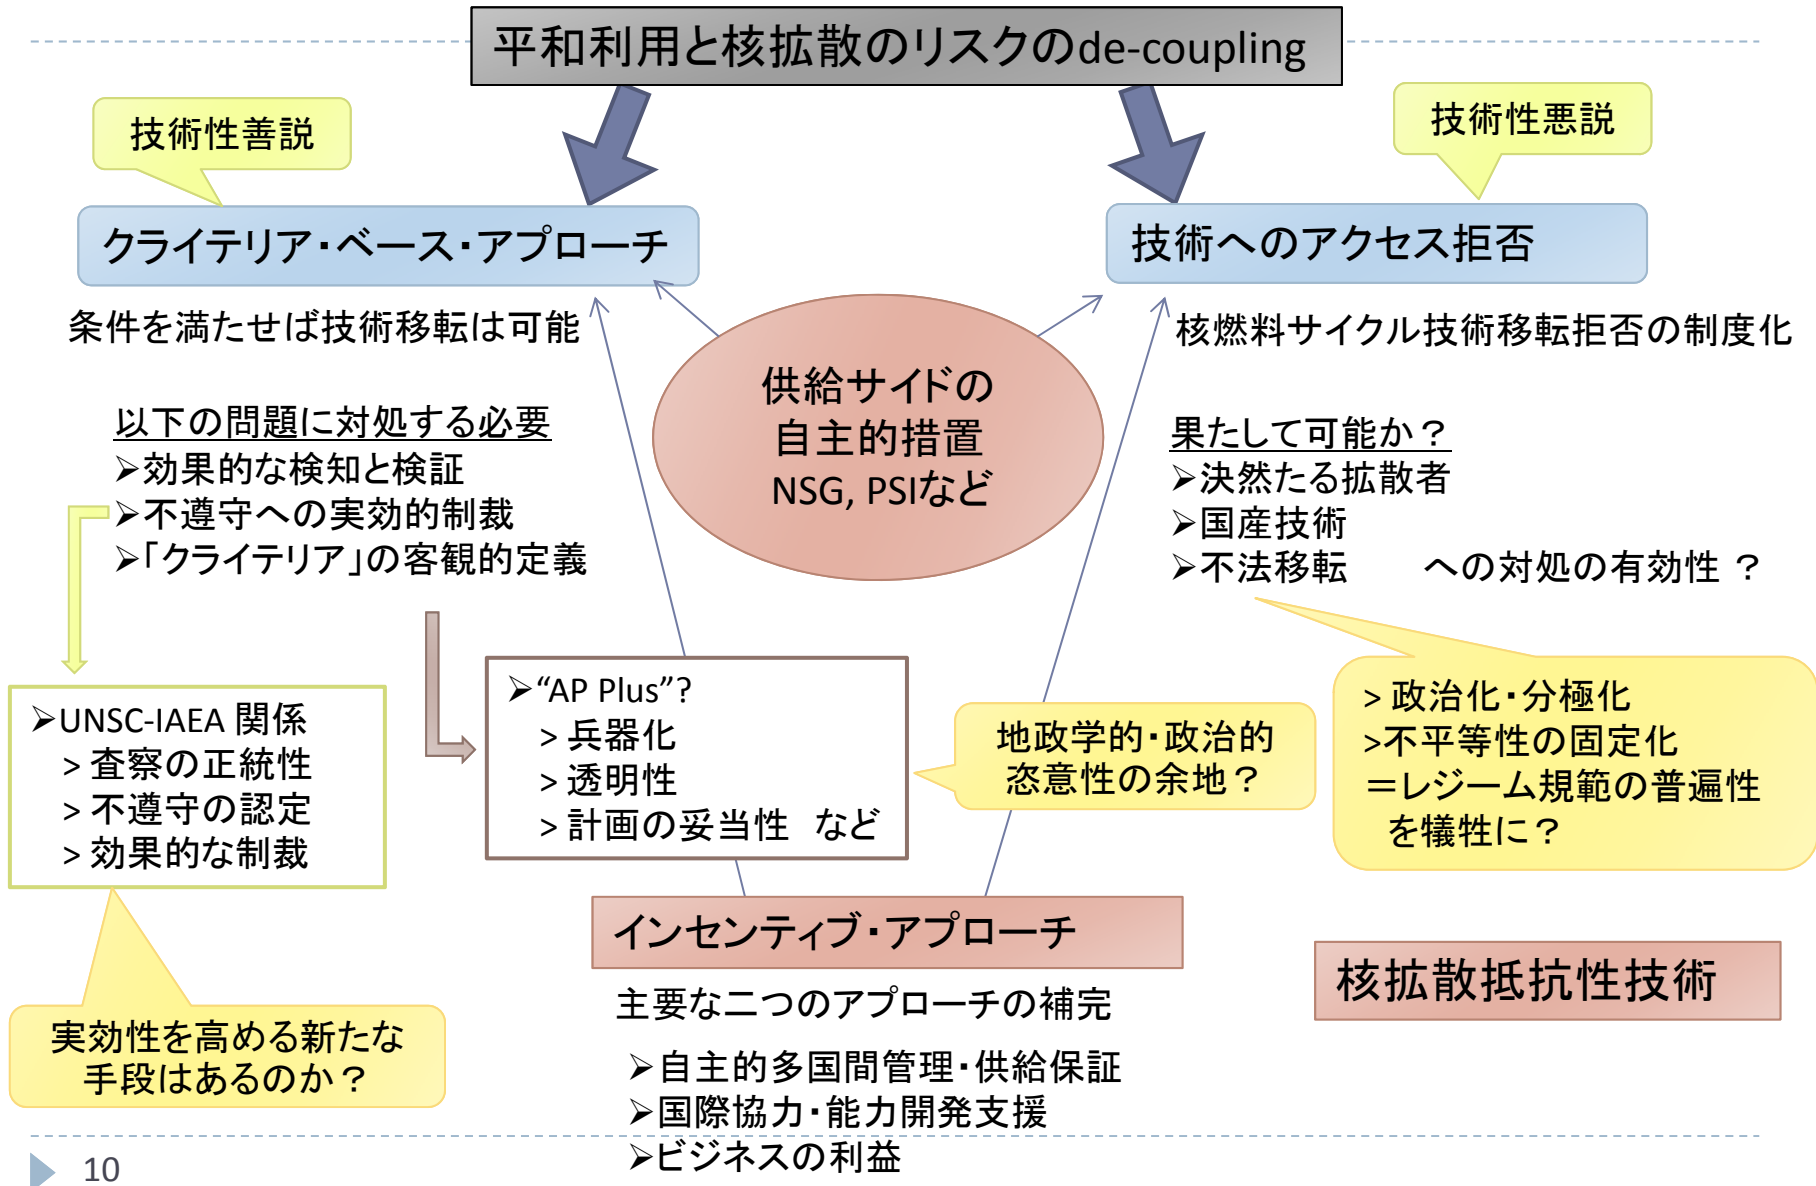 平和利用と核拡散のリスクのde-coupling
技術性善説
技術性悪説
クライテリア・ベース・アプローチ
技術へのアクセス拒否
条件を満たせば技術移転は可能
核燃料サイクル技術移転拒否の制度化
供給サイドの
自主的措置
NSG, PSIなど
以下の問題に対処する必要
➢効果的な検知と検証
➢不遵守への実効的制裁
➢「クライテリア」の客観的定義
果たして可能か？
➢決然たる拡散者
➢国産技術
➢不法移転　　への対処の有効性 ？
➢UNSC-IAEA 関係
> 査察の正統性
> 不遵守の認定
> 効果的な制裁
➢“AP Plus”?
> 兵器化
> 透明性
> 計画の妥当性　など
地政学的・政治的
恣意性の余地？
> 政治化・分極化
>不平等性の固定化
＝レジーム規範の普遍性
を犠牲に？
インセンティブ・アプローチ
主要な二つのアプローチの補完
➢自主的多国間管理・供給保証
➢国際協力・能力開発支援
➢ビジネスの利益
核拡散抵抗性技術
実効性を高める新たな
手段はあるのか？
10